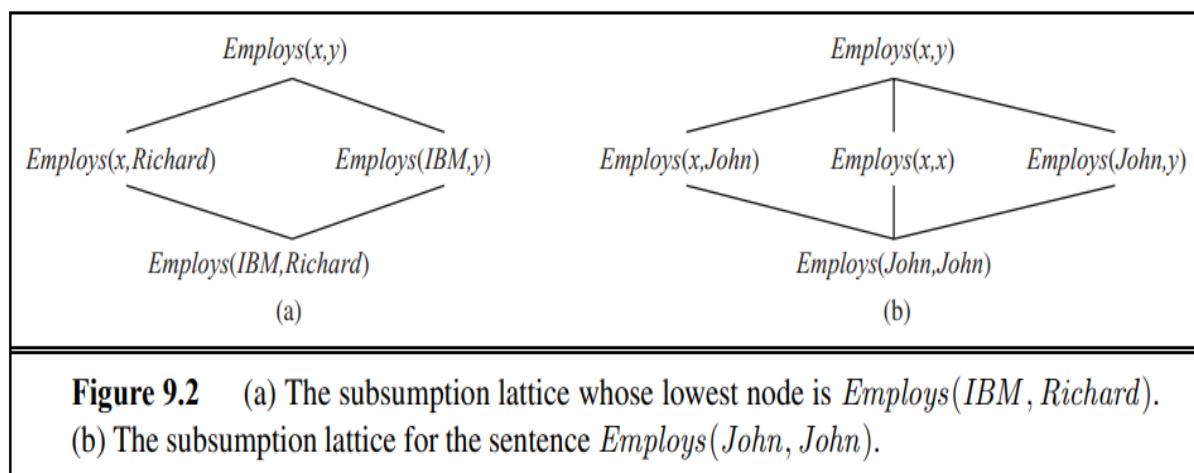 Employs(x,y) Employs(x,y)
Employs(x,Richard) Employs(IBM,y) Employs(x,John) Employs(x,x) Employs(John,y)
Employs(IBM,Richard) Employs(John,John)
(a) (b)
Figure 9.2 (a) The subsumption lattice whose lowest node is Employs(IBM, Richard).
(b) The subsumption lattice for the sentence Employs(John, John).